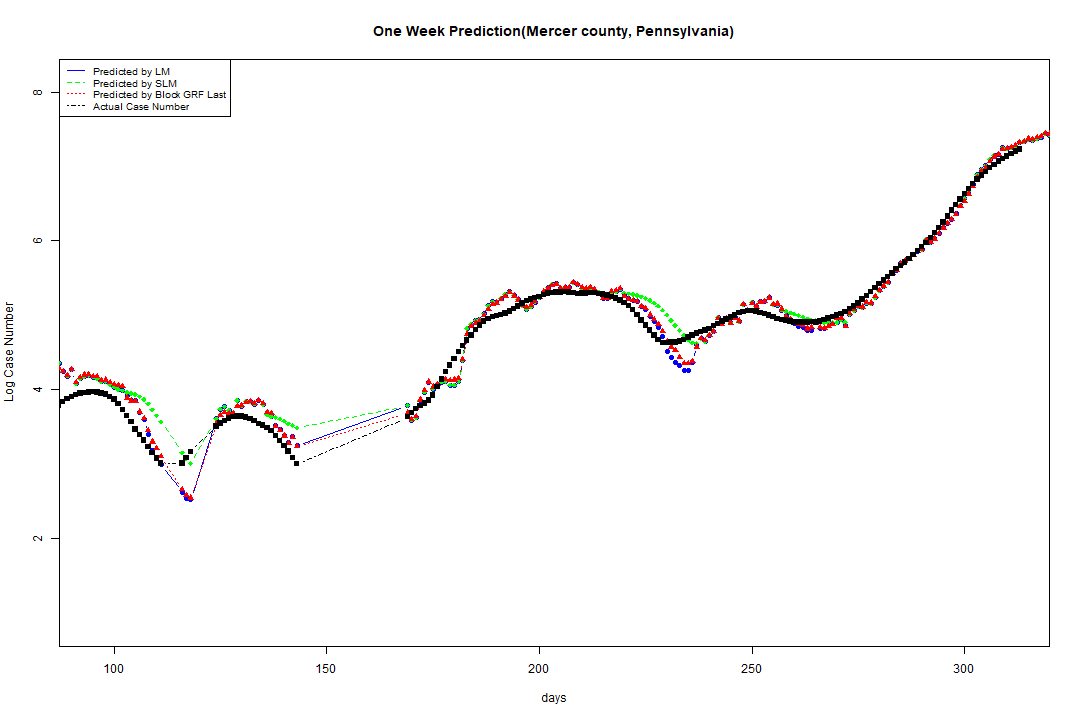 One Week Prediction(Mercer county, Pennsylvania)
Predicted by LM
Predicted by SLM
Predicted by Block GRF Last
Actual Case Number
8
6
4
2
Log Case Number
100 150 200 250 300
days